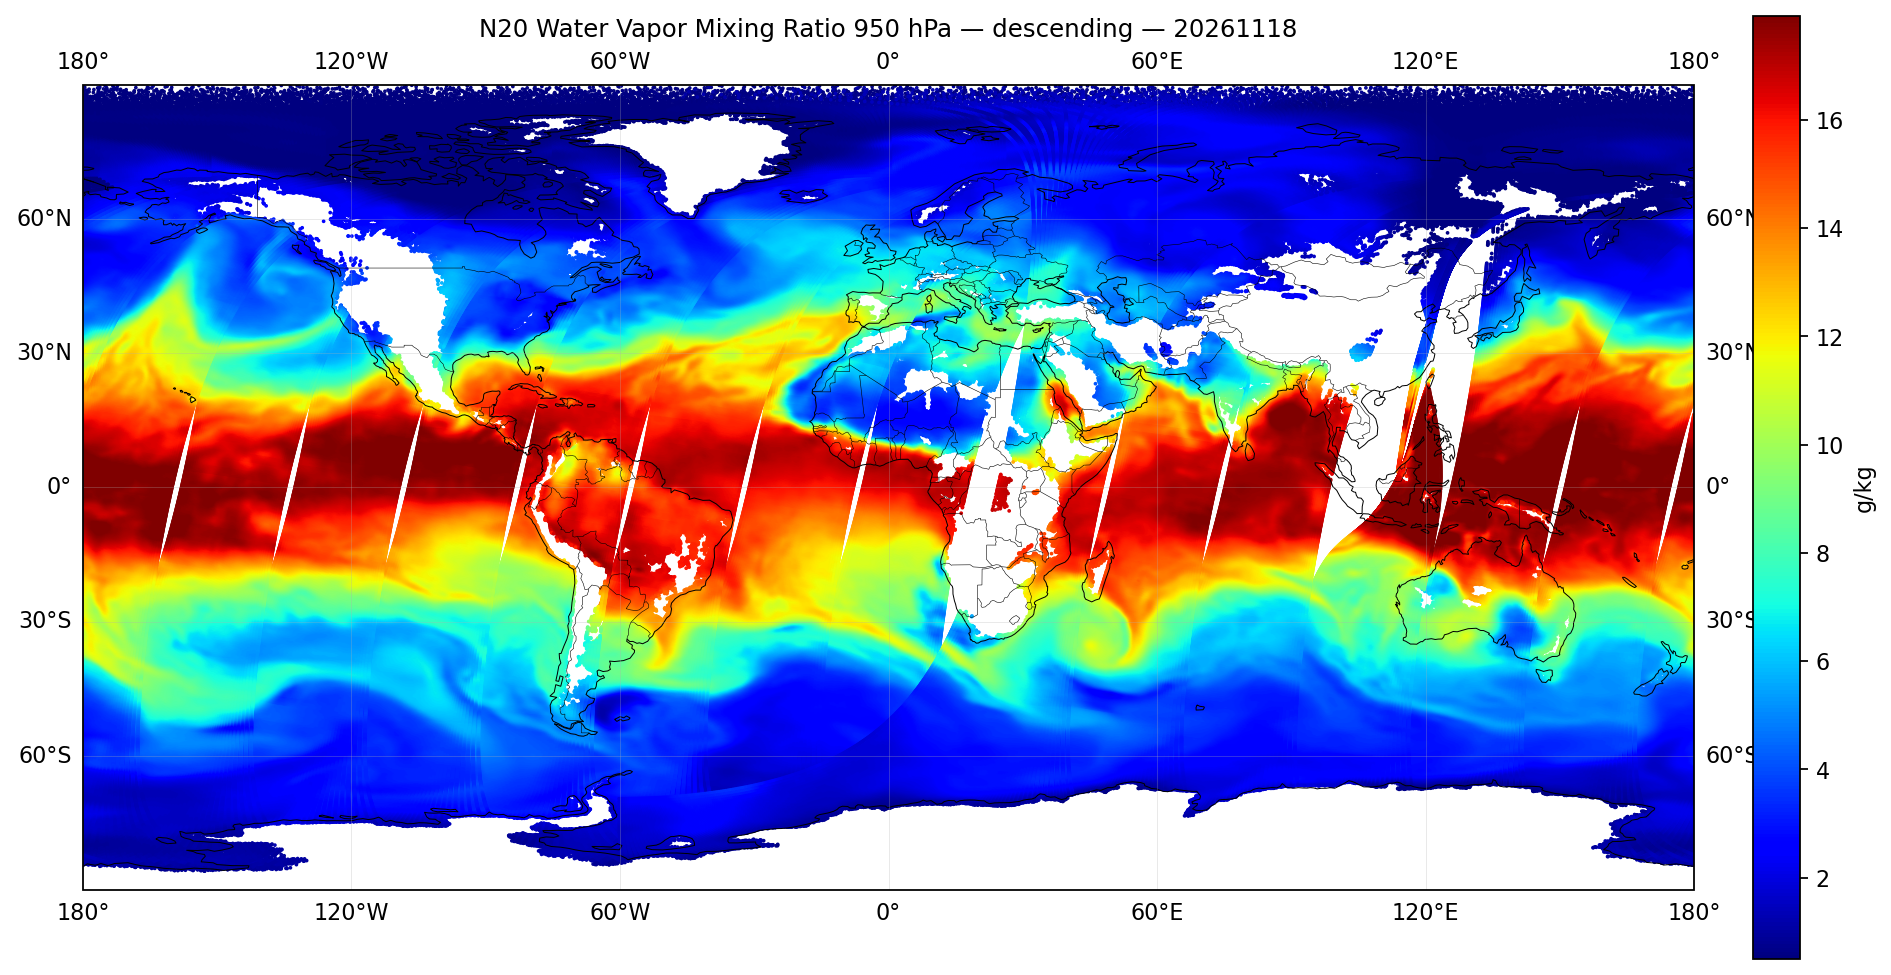 N20 Water Vapor Mixing Ratio 950 hPa — descending — 20261118
180° 120°W 60°W 0° 60°E 120°E 180°
60°N 60°N
30°N 30°N
0° 0°
30°S 30°S
60°S 60°S
180° 120°W 60°W 0° 60°E 120°E 180°
16
14
12
10
8
6
4
2
g/kg